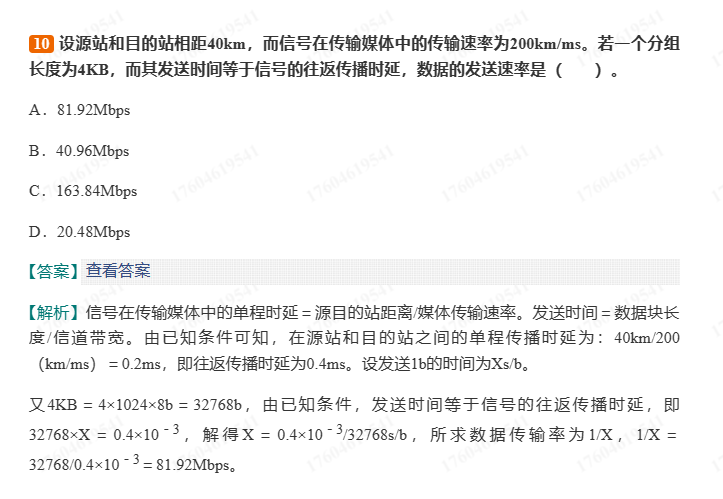 10 设源站和目的站相距40km，而信号在传输媒体中的传输速率为200km/ms。若一个分组
长度为4KB，而其发送时间等于信号的往返传播时延，数据的发送速率是（　　）。
A．81.92Mbps
B．40.96Mbps
C．163.84Mbps
D．20.48Mbps
【答案】查看答案
【解析】信号在传输媒体中的单程时延＝源目的站距离/媒体传输速率。发送时间＝数据块长
度/信道带宽。由已知条件可知，在源站和目的站之间的单程传播时延为：40km/200
（km/ms）＝0.2ms，即往返传播时延为0.4ms。设发送1b的时间为Xs/b。
又4KB＝4×1024×8b＝32768b，由已知条件，发送时间等于信号的往返传播时延，即
32768×X＝0.4×10⁻³，解得X＝0.4×10⁻³/32768s/b，所求数据传输率为1/X，1/X＝
32768/0.4×10⁻³＝81.92Mbps。
17604619541